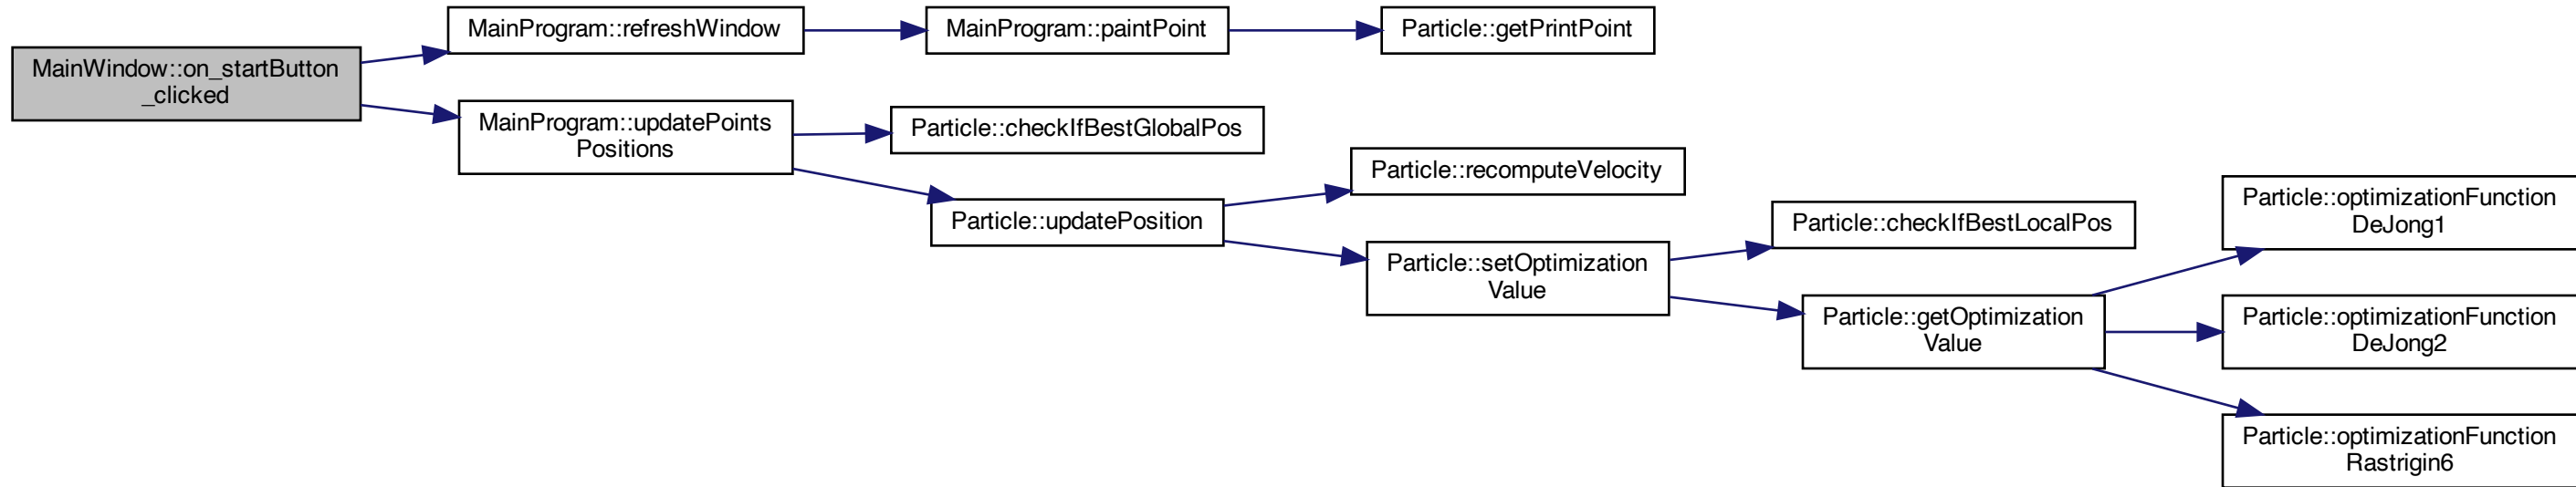 MainWindow::on_startButton
_clicked
MainProgram::refreshWindow
MainProgram::paintPoint
Particle::getPrintPoint
MainProgram::updatePoints
Positions
Particle::checkIfBestGlobalPos
Particle::updatePosition
Particle::recomputeVelocity
Particle::setOptimization
Value
Particle::checkIfBestLocalPos
Particle::getOptimization
Value
Particle::optimizationFunction
DeJong1
Particle::optimizationFunction
DeJong2
Particle::optimizationFunction
Rastrigin6